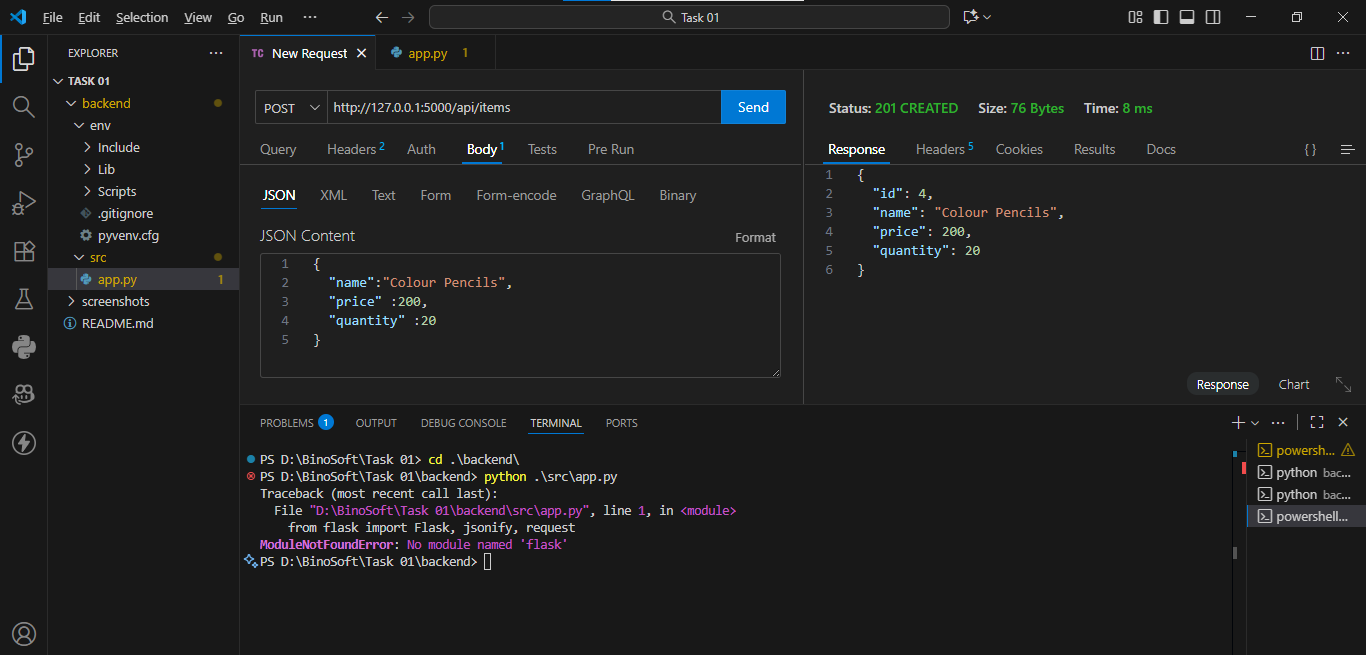 File Edit Selection View Go Run ··· Task 01
EXPLORER ···
TASK 01
backend
env
Include
Lib
Scripts
.gitignore
pyvenv.cfg
src
app.py 1
screenshots
README.md
TC New Request app.py 1 ···
POST http://127.0.0.1:5000/api/items Send
Query Headers 2 Auth Body 1 Tests Pre Run
JSON XML Text Form Form-encode GraphQL Binary
JSON Content Format
1 {
2 "name":"Colour Pencils",
3 "price" :200,
4 "quantity" :20
5 }
Status: 201 CREATED Size: 76 Bytes Time: 8 ms
Response Headers 5 Cookies Results Docs { }
1 {
2 "id": 4,
3 "name": "Colour Pencils",
4 "price": 200,
5 "quantity": 20
6 }
Response Chart
PROBLEMS 1 OUTPUT DEBUG CONSOLE TERMINAL PORTS ···
PS D:\BinoSoft\Task 01> cd .\backend\
PS D:\BinoSoft\Task 01\backend> python .\src\app.py
Traceback (most recent call last):
File "D:\BinoSoft\Task 01\backend\src\app.py", line 1, in <module>
from flask import Flask, jsonify, request
ModuleNotFoundError: No module named 'flask'
PS D:\BinoSoft\Task 01\backend>
powersh...
python bac...
python bac...
powershell...